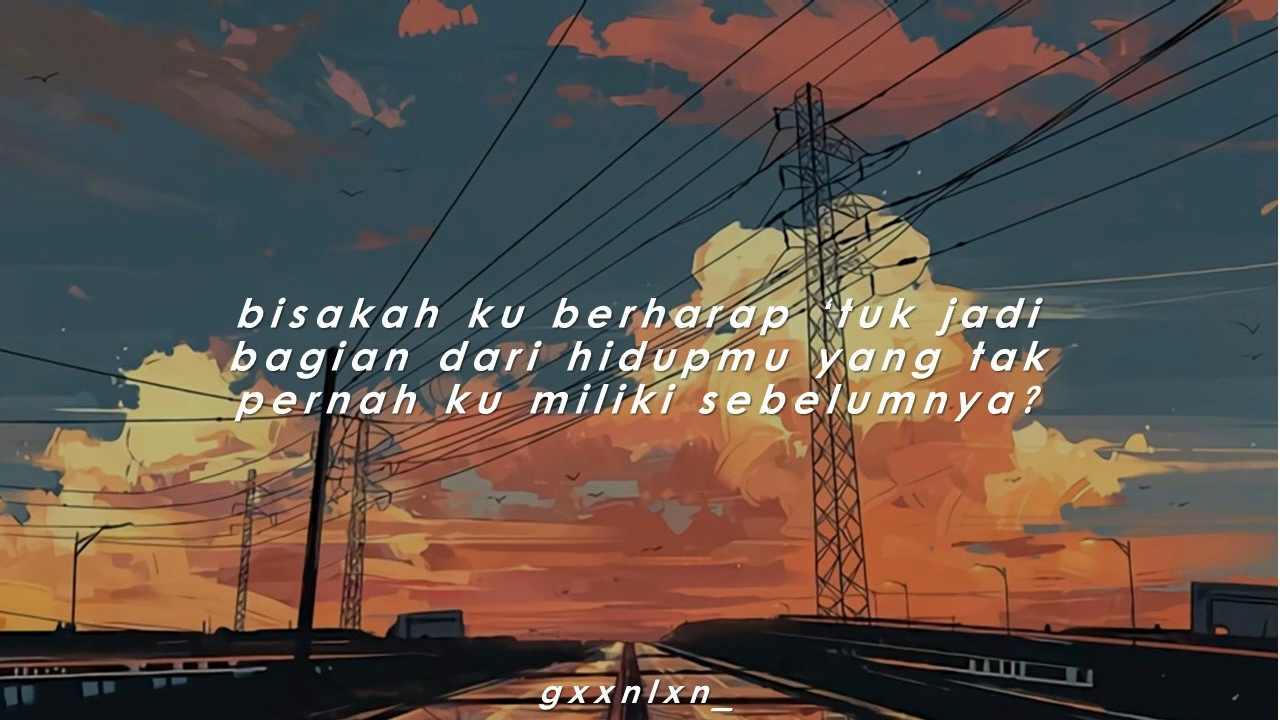 bisakah ku berharap ‘tuk jadi
bagian dari hidupmu yang tak
pernah ku miliki sebelumnya?
gxxnlxn_